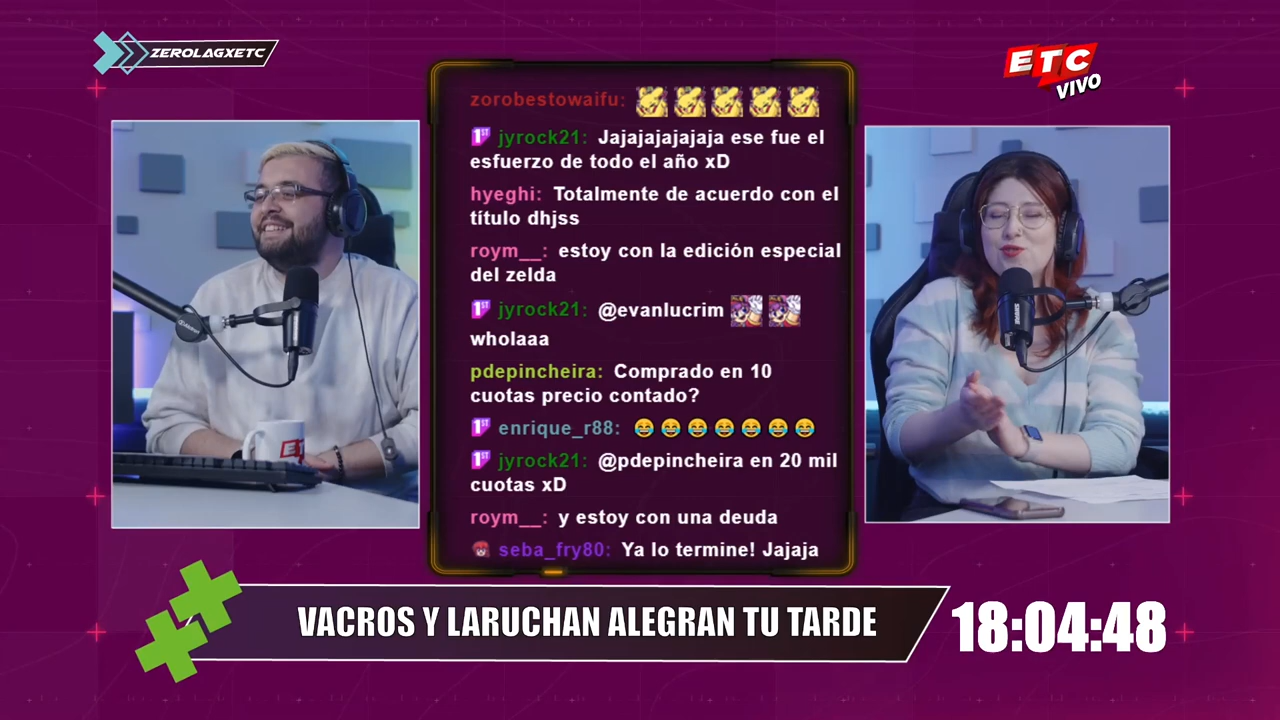 ZEROLAGXETC
ETC
VIVO
zorobestowaifu:
jyrock21: Jajajajajajaja ese fue el
esfuerzo de todo el año xD
hyeghi: Totalmente de acuerdo con el
título dhjss
roym__: estoy con la edición especial
del zelda
jyrock21: @evanlucrim
wholaaa
pdepincheira: Comprado en 10
cuotas precio contado?
enrique_r88: 😂😂😂😂😂😂😂
jyrock21: @pdepincheira en 20 mil
cuotas xD
roym__: y estoy con una deuda
seba_fry80: Ya lo termine! Jajaja
VACROS Y LARUCHAN ALEGRAN TU TARDE
18:04:48